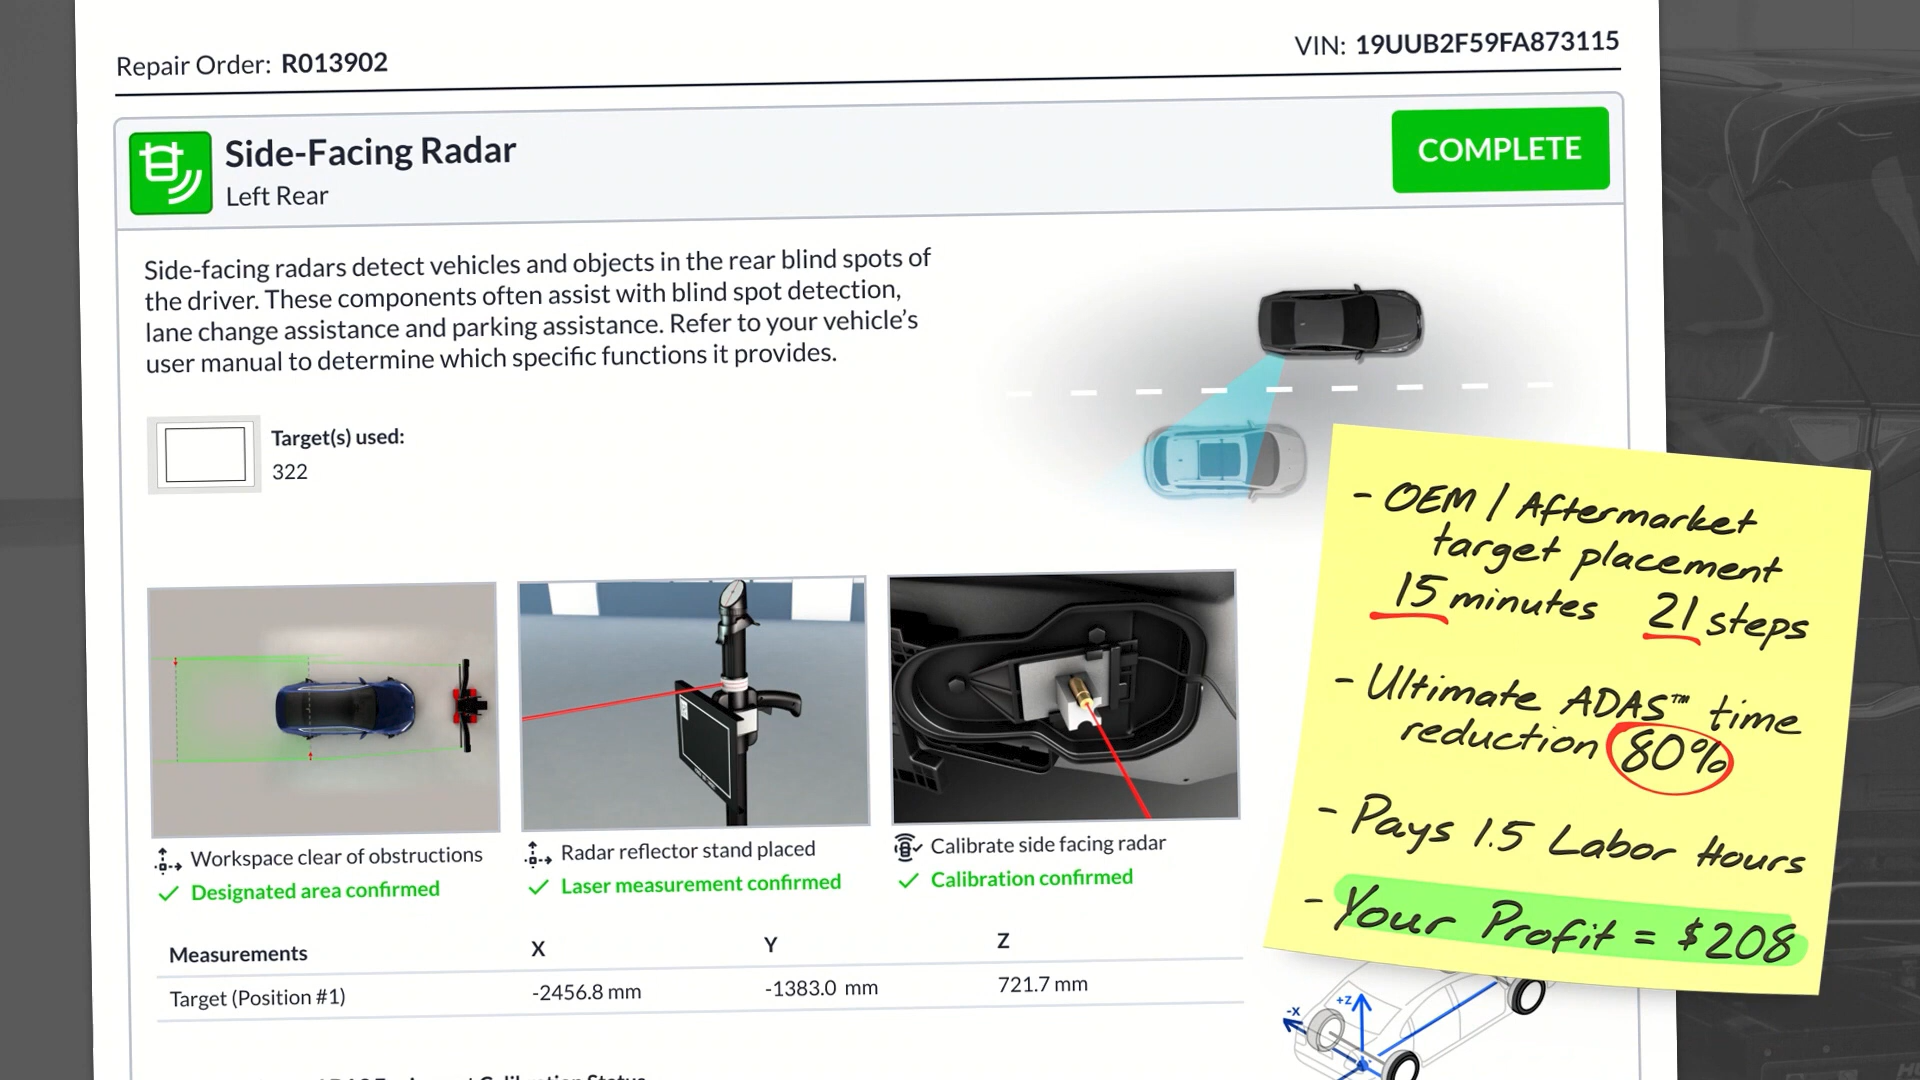 Repair Order: R013902
VIN: 19UUB2F59FA873115
Side-Facing Radar
Left Rear
COMPLETE
Side-facing radars detect vehicles and objects in the rear blind spots of
the driver. These components often assist with blind spot detection,
lane change assistance and parking assistance. Refer to your vehicle's
user manual to determine which specific functions it provides.
Target(s) used:
322
Workspace clear of obstructions
Designated area confirmed
Radar reflector stand placed
Laser measurement confirmed
Calibrate side facing radar
Calibration confirmed
Measurements X Y Z
Target (Position #1) -2456.8 mm -1383.0 mm 721.7 mm
- OEM / Aftermarket
target placement
15 minutes 21 steps
- Ultimate ADAS™ time
reduction 80%
- Pays 1.5 Labor Hours
- Your Profit = $208
-X
+Z